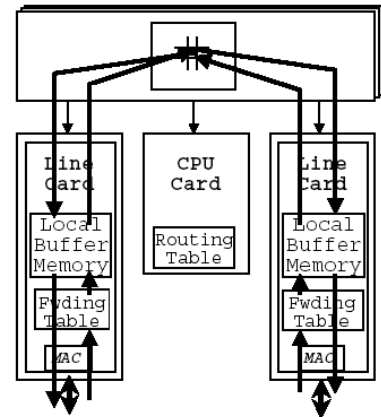 Line
Card
Local
Buffer
Memory
Fwding
Table
MAC
CPU
Card
Routing
Table
Line
Card
Local
Buffer
Memory
Fwding
Table
MAC